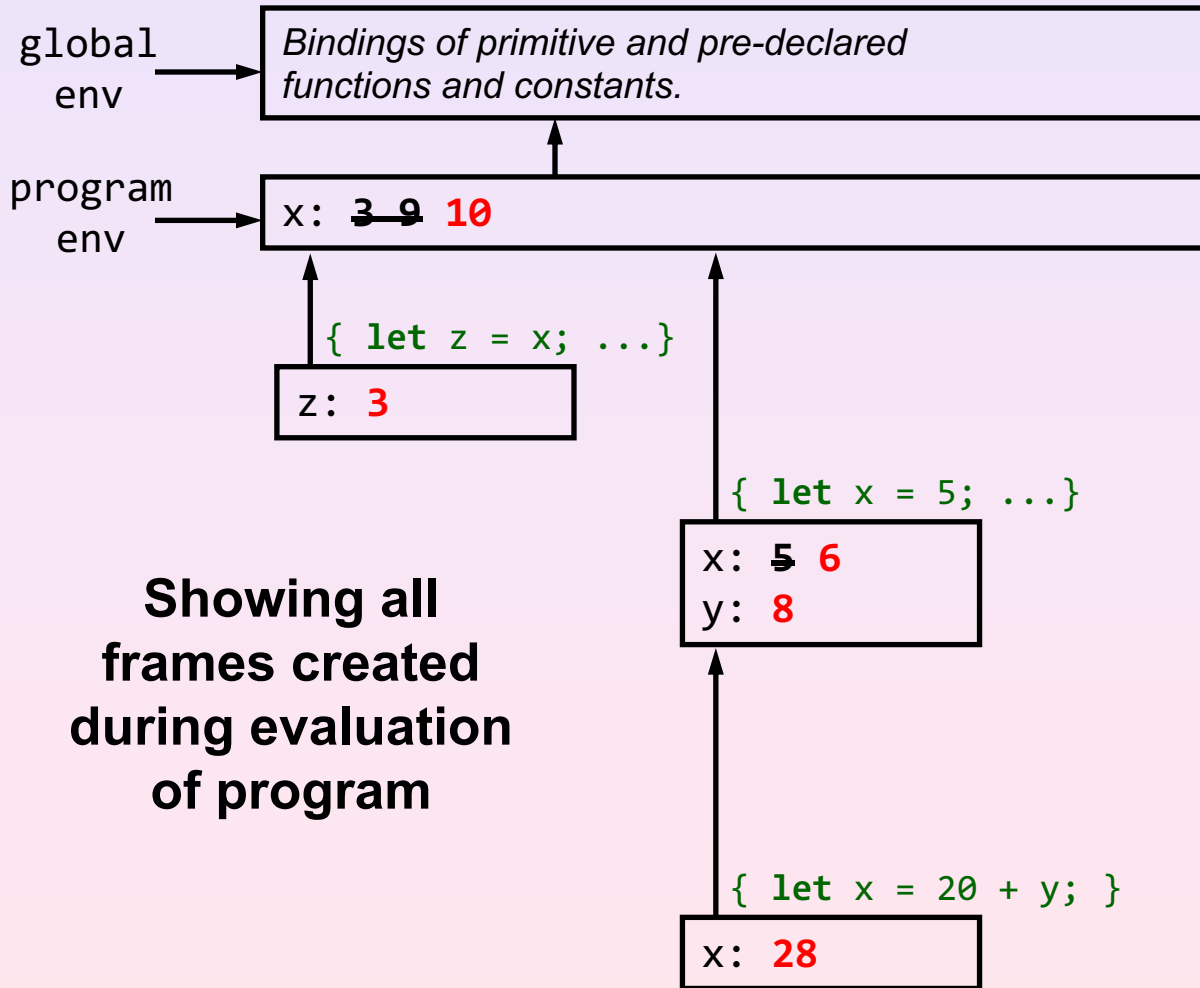 global
env
Bindings of primitive and pre-declared
functions and constants.
program
env
x: 3 9 10
{ let z = x; ...}
z: 3
{ let x = 5; ...}
x: 5 6
y: 8
Showing all
frames created
during evaluation
of program
{ let x = 20 + y; }
x: 28